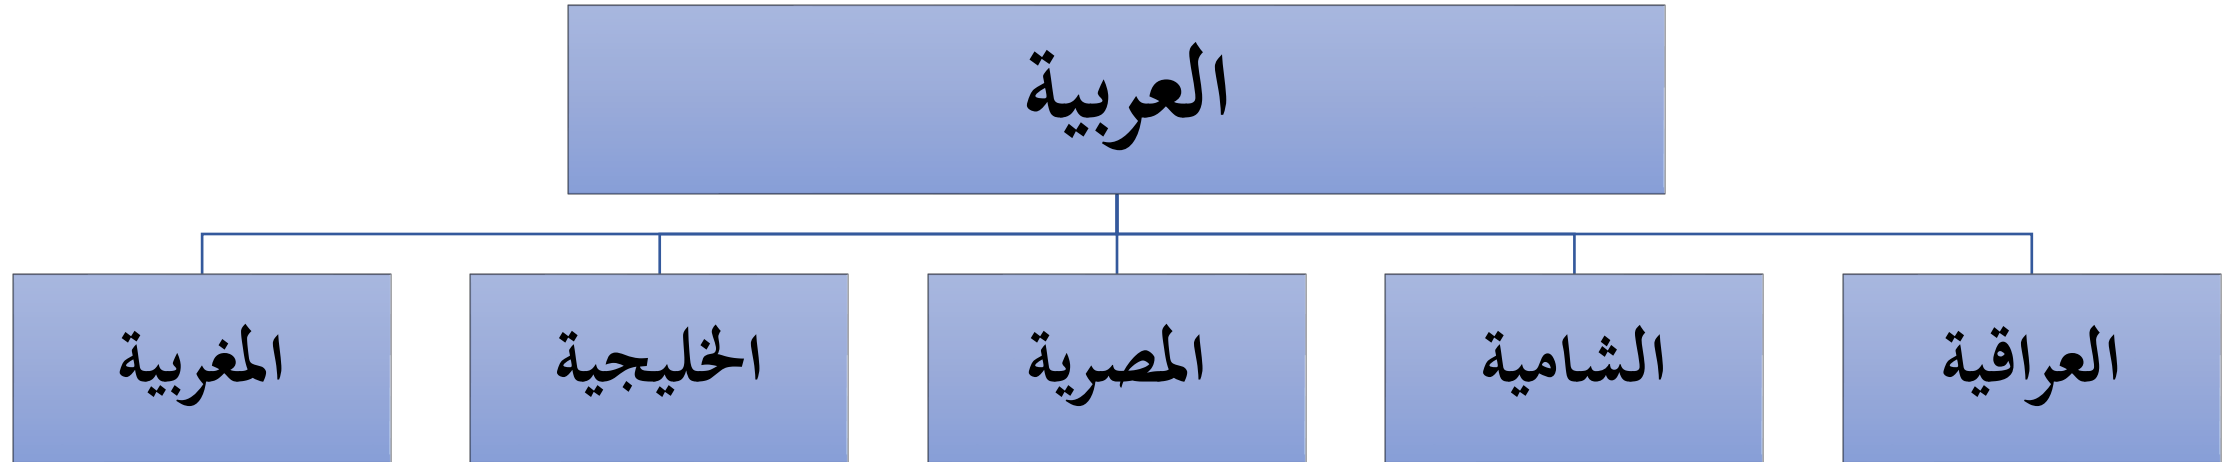 العربية
العراقية
الشامية
المصرية
الخليجية
المغربية